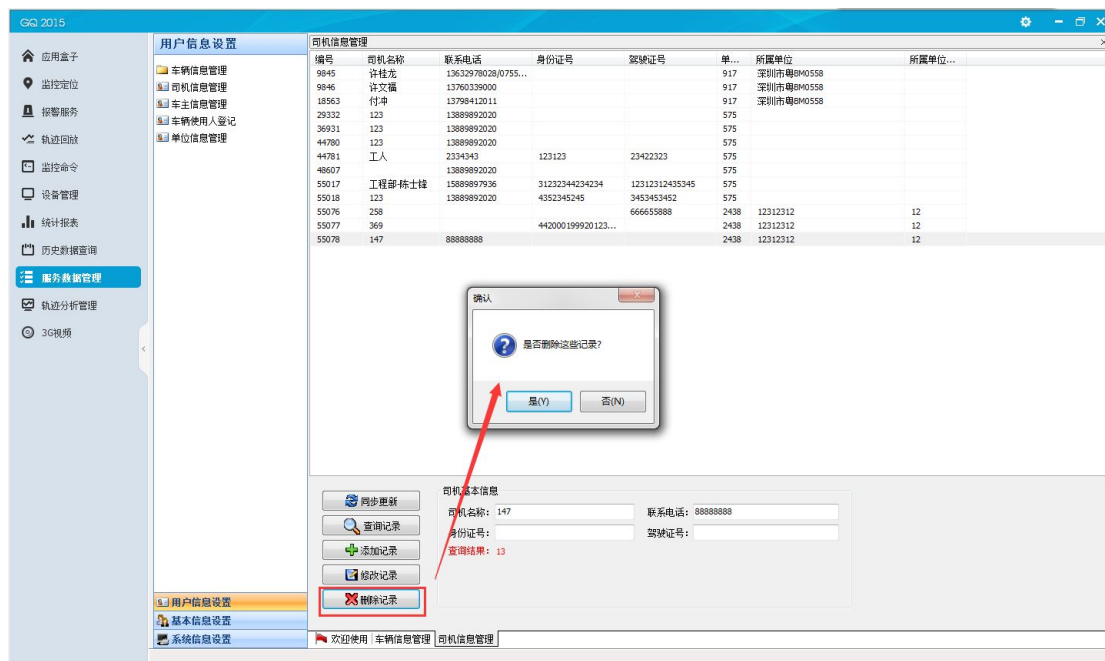 GQ 2015
应用盒子
监控定位
报警服务
轨迹回放
监控命令
设备管理
统计报表
历史数据查询
服务数据管理
轨迹分析管理
3G视频
用户信息设置
车辆信息管理
司机信息管理
车主信息管理
车辆使用人登记
单位信息管理
用户信息设置
基本信息设置
系统信息设置
司机信息管理
编号 司机名称 联系电话 身份证号 驾驶证号 单... 所属单位 所属单位...
9845 许桂龙 13632978028/0755... 917 深圳市粤BM0558
9846 许文福 13760339000 917 深圳市粤BM0558
18563 付冲 13798412011 917 深圳市粤BM0558
29332 123 13889892020 575
36931 123 13889892020 575
44780 123 13889892020 575
44781 工人 2334343 123123 23422323 575
48607 13889892020 575
55017 工程部-陈士锋 15889897936 31232344234234 12312312435345 575
55018 123 13889892020 4352345245 3453453452 575
55076 258 666655888 2438 12312312 12
55077 369 442000199920123... 2438 12312312 12
55078 147 88888888 2438 12312312 12
确认
是否删除这些记录?
是(Y) 否(N)
同步更新
查询记录
添加记录
修改记录
删除记录
司机基本信息
司机名称: 147 联系电话: 88888888
身份证号: 驾驶证号:
查询结果: 13
欢迎使用 车辆信息管理 司机信息管理